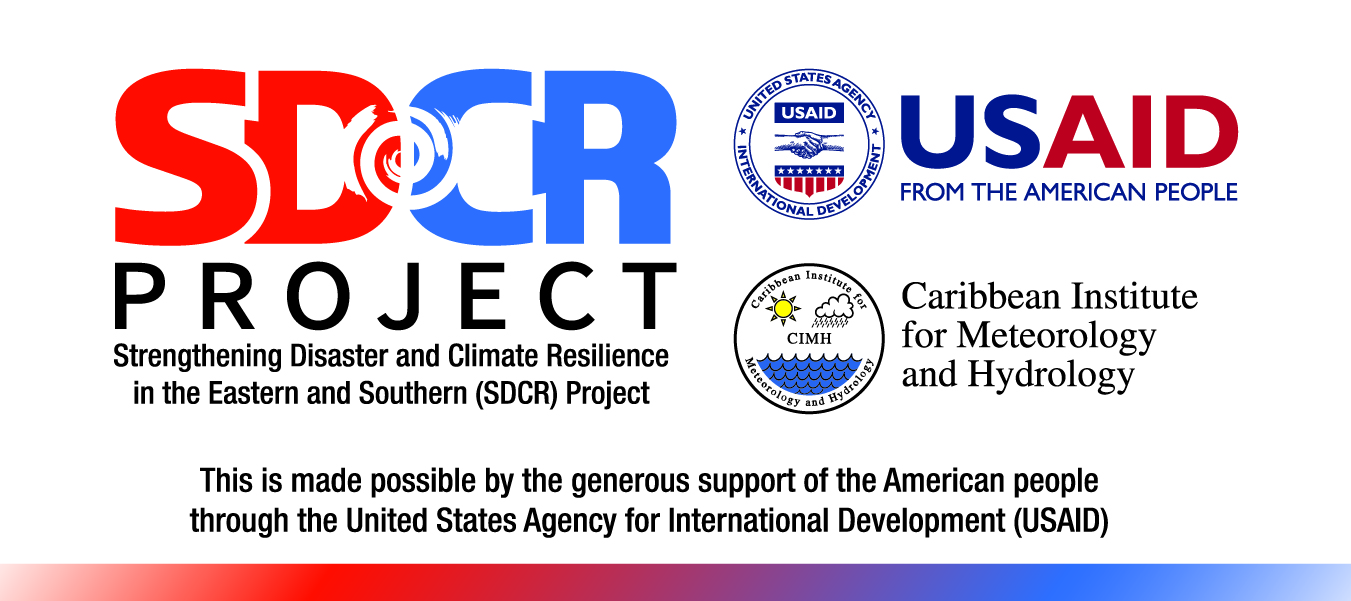 SDCR
PROJECT
Strengthening Disaster and Climate Resilience
in the Eastern and Southern (SDCR) Project
UNITED STATES AGENCY
INTERNATIONAL DEVELOPMENT
USAID
USAID
FROM THE AMERICAN PEOPLE
Caribbean Institute for
CIMH
Meteorology and Hydrology
Caribbean Institute
for Meteorology
and Hydrology
This is made possible by the generous support of the American people
through the United States Agency for International Development (USAID)